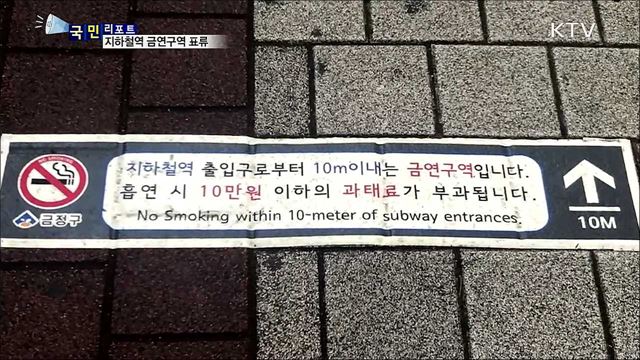 국민 리포트
지하철역 금연구역 표류
KTV
NO SMOKING
지하철역 출입구로부터 10m이내는 금연구역입니다.
흡연 시 10만원 이하의 과태료가 부과됩니다.
No Smoking within 10-meter of subway entrances.
금정구
10M